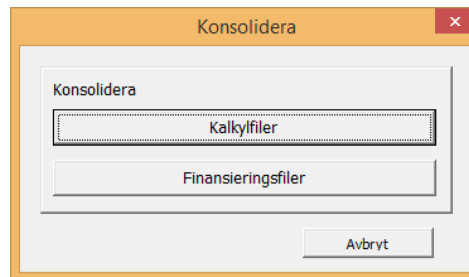 Konsolidera
Konsolidera
Kalkylfiler
Finansieringsfiler
Avbryt